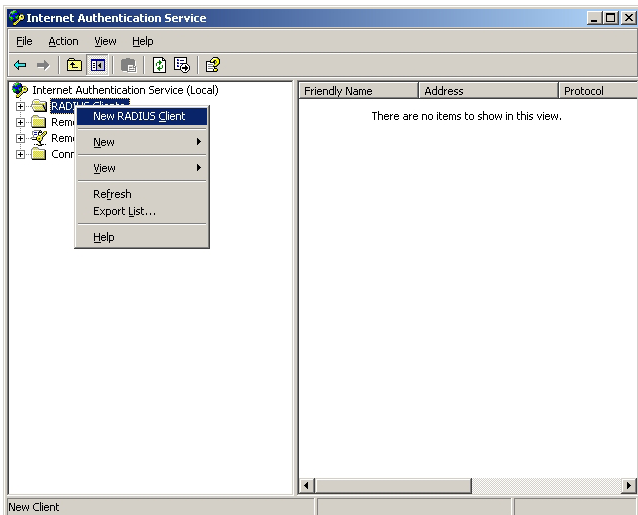 Internet Authentication Service
File Action View Help
Internet Authentication Service (Local)
Friendly Name Address Protocol
There are no items to show in this view.
New RADIUS Client
New
View
Refresh
Export List...
Help
New Client